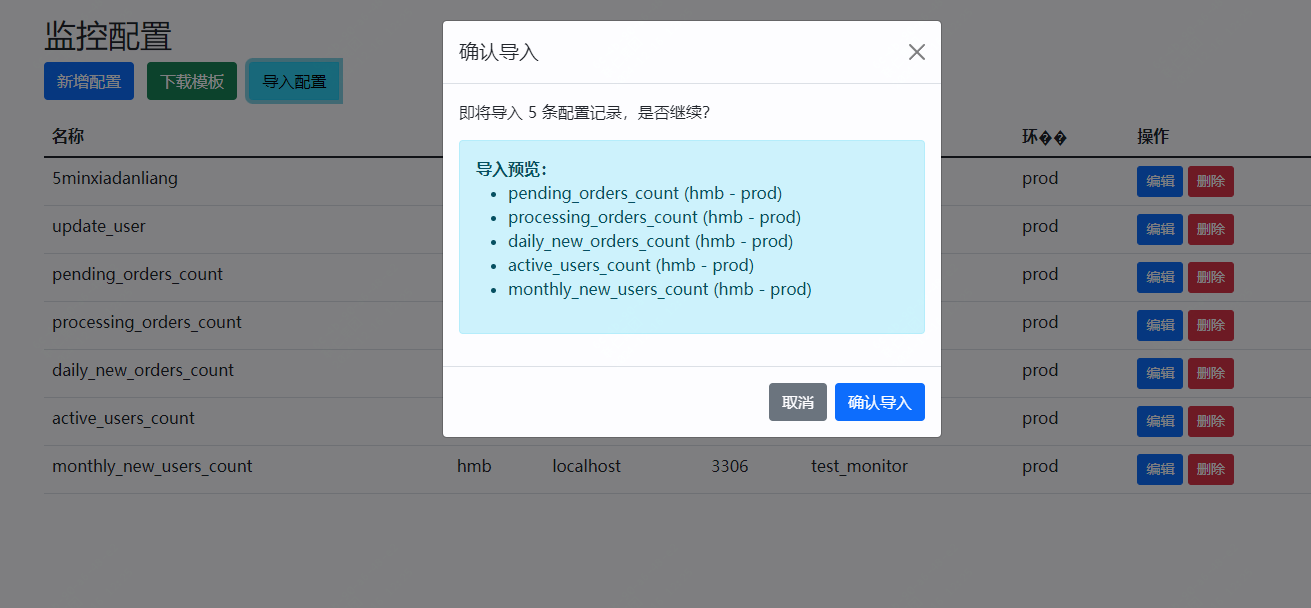 监控配置
新增配置 下载模板 导入配置
名称 环�� 操作
5minxiadanliang prod 编辑 删除
update_user prod 编辑 删除
pending_orders_count prod 编辑 删除
processing_orders_count prod 编辑 删除
daily_new_orders_count prod 编辑 删除
active_users_count prod 编辑 删除
monthly_new_users_count hmb localhost 3306 test_monitor prod 编辑 删除
确认导入
即将导入 5 条配置记录，是否继续？
导入预览：
• pending_orders_count (hmb - prod)
• processing_orders_count (hmb - prod)
• daily_new_orders_count (hmb - prod)
• active_users_count (hmb - prod)
• monthly_new_users_count (hmb - prod)
取消 确认导入